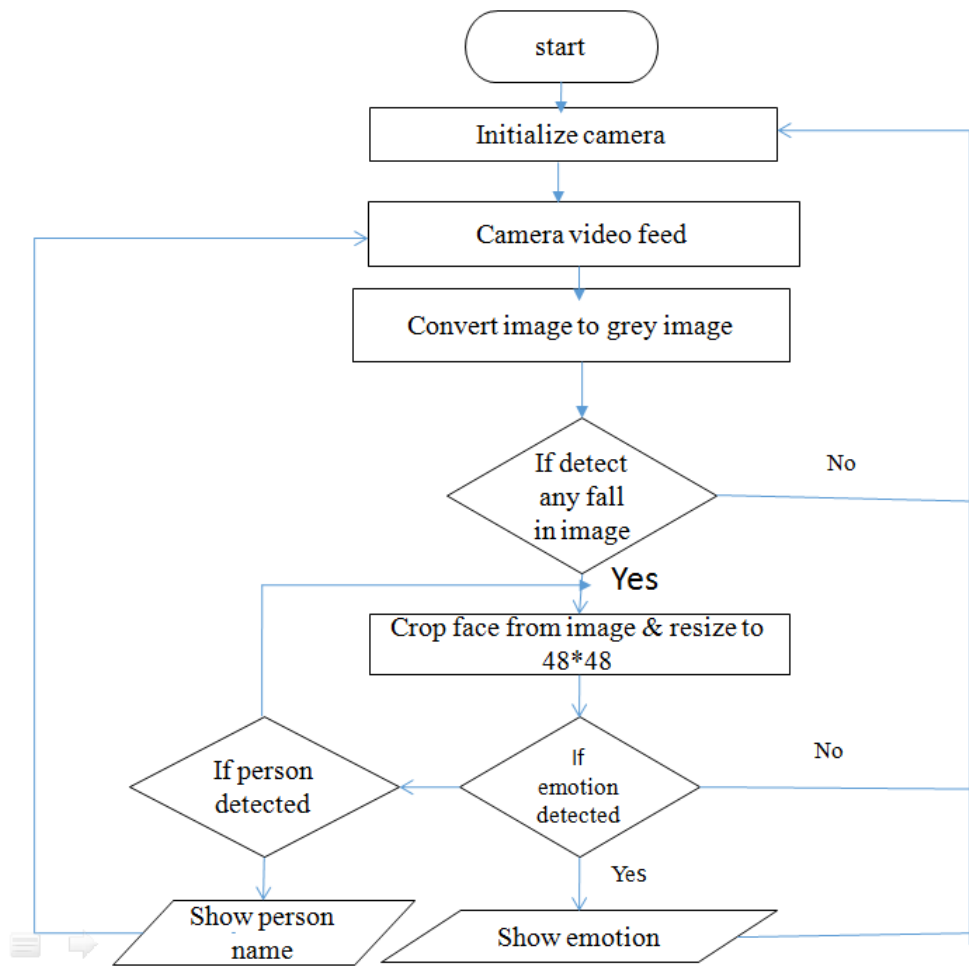 start
Initialize camera
Camera video feed
Convert image to grey image
If detect
any fall
in image
No
Yes
Crop face from image & resize to
48*48
If person
detected
If
emotion
detected
No
Yes
Show person
name
Show emotion